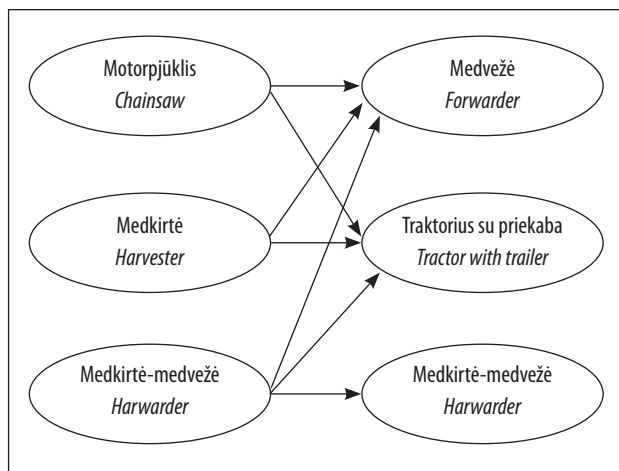 Motorpjūklis
Chainsaw
Medvežė
Forwarder
Medkirtė
Harvester
Traktorius su priekaba
Tractor with trailer
Medkirtė-medvežė
Harwarder
Medkirtė-medvežė
Harwarder